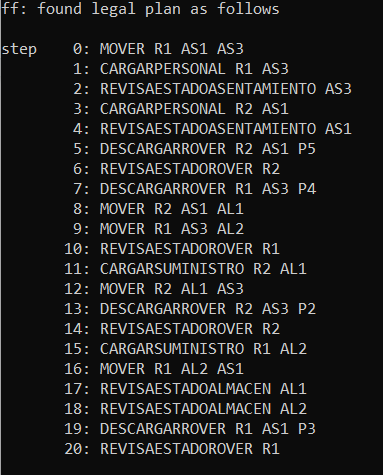 ff: found legal plan as follows
step 0: MOVER R1 AS1 AS3
1: CARGARPERSONAL R1 AS3
2: REVISAESTADOASENTAMIENTO AS3
3: CARGARPERSONAL R2 AS1
4: REVISAESTADOASENTAMIENTO AS1
5: DESCARGARROVER R2 AS1 P5
6: REVISAESTADOROVER R2
7: DESCARGARROVER R1 AS3 P4
8: MOVER R2 AS1 AL1
9: MOVER R1 AS3 AL2
10: REVISAESTADOROVER R1
11: CARGARSUMINISTRO R2 AL1
12: MOVER R2 AL1 AS3
13: DESCARGARROVER R2 AS3 P2
14: REVISAESTADOROVER R2
15: CARGARSUMINISTRO R1 AL2
16: MOVER R1 AL2 AS1
17: REVISAESTADOALMACEN AL1
18: REVISAESTADOALMACEN AL2
19: DESCARGARROVER R1 AS1 P3
20: REVISAESTADOROVER R1